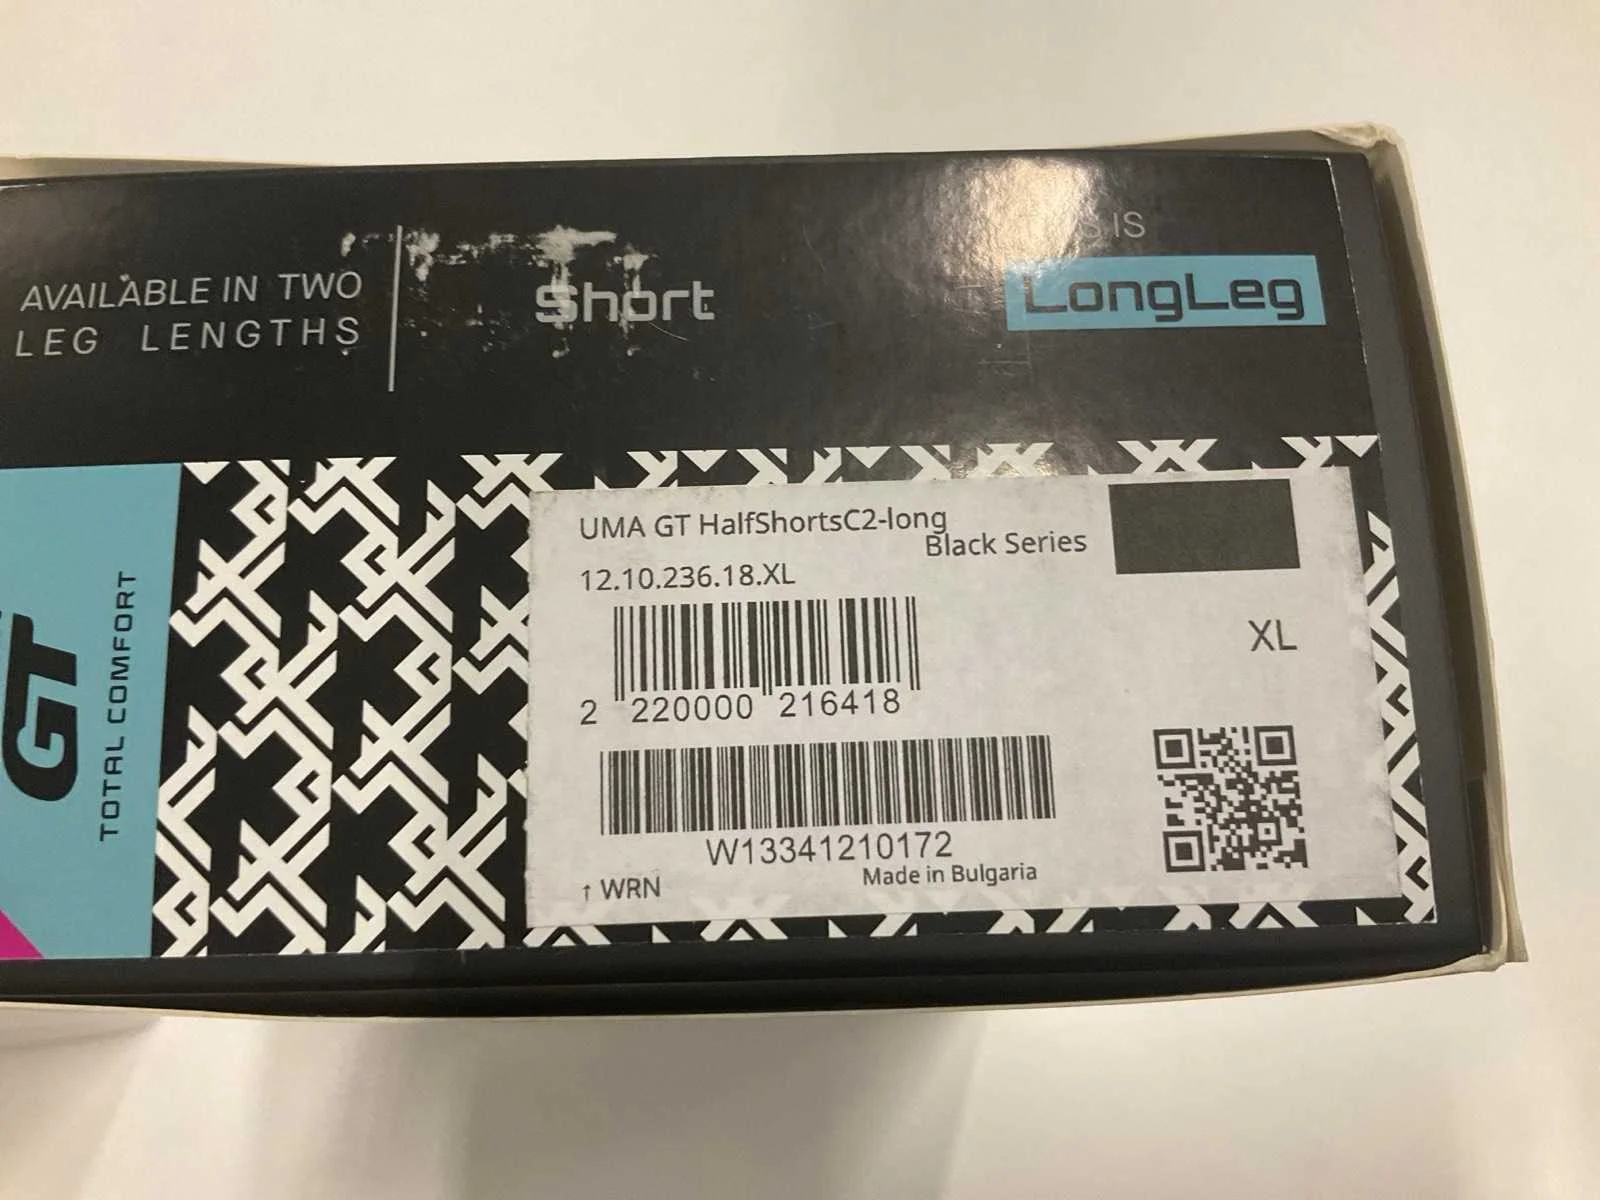 AVAILABLE IN TWO
LEG LENGTHS
Short
IS
LongLeg
GT
TOTAL COMFORT
UMA GT HalfShortsC2-long
Black Series
12.10.236.18.XL
XL
2 220000 216418
W13341210172
Made in Bulgaria
↑ WRN